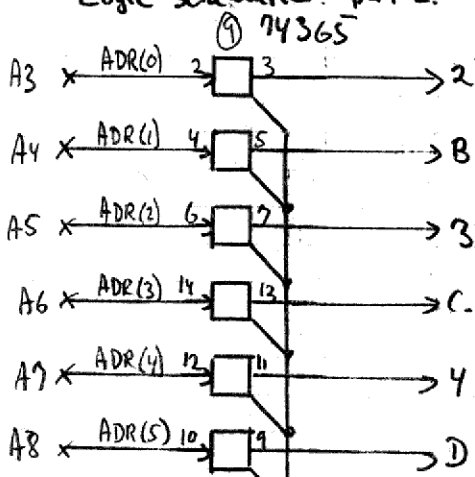 Logic schematic: part 2.
⑨ 74365
A3 ADR(0) 2 3 2
A4 ADR(1) 4 5 B
A5 ADR(2) 6 7 3
A6 ADR(3) 14 13 C.
A7 ADR(4) 12 11 4
A8 ADR(5) 10 9 D